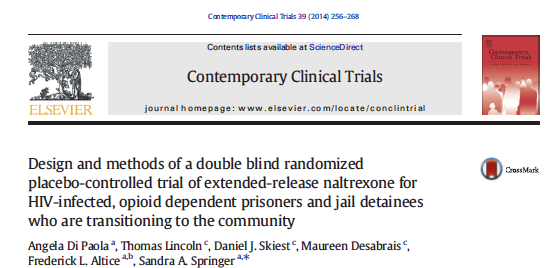 Contemporary Clinical Trials 39 (2014) 256–268
Contents lists available at ScienceDirect
Contemporary Clinical Trials
journal homepage: www.elsevier.com/locate/conclintrial
ELSEVIER
Contemporary
Clinical Trials
Design and methods of a double blind randomized
placebo-controlled trial of extended-release naltrexone for
HIV-infected, opioid dependent prisoners and jail detainees
who are transitioning to the community
CrossMark
Angela Di Paola a, Thomas Lincoln c, Daniel J. Skiest c, Maureen Desabrais c,
Frederick L. Altice a,b, Sandra A. Springer a,*